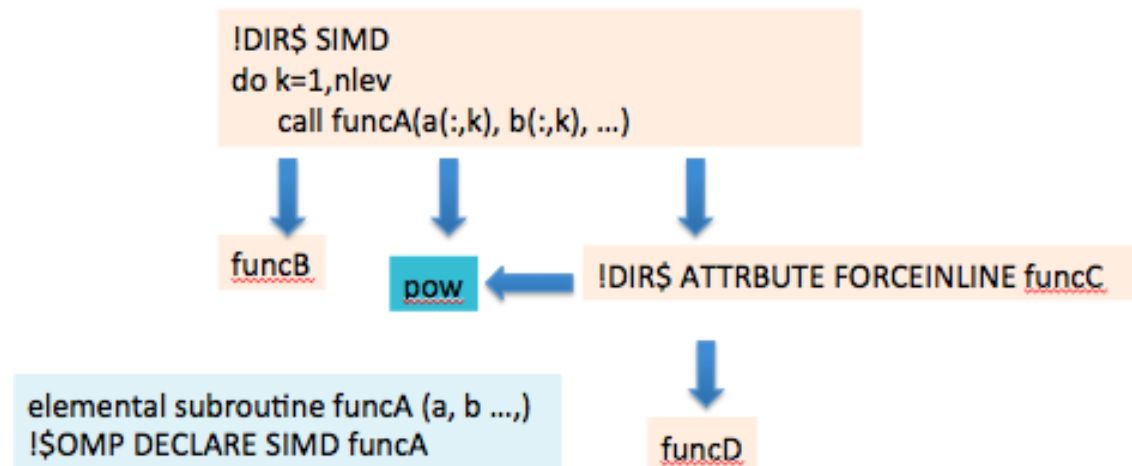 !DIR$ SIMD
do k=1,nlev
call funcA(a(:,k), b(:,k), ...)
funcB
pow
!DIR$ ATTRBUTE FORCEINLINE funcC
elemental subroutine funcA (a, b ...,)
!$OMP DECLARE SIMD funcA
funcD